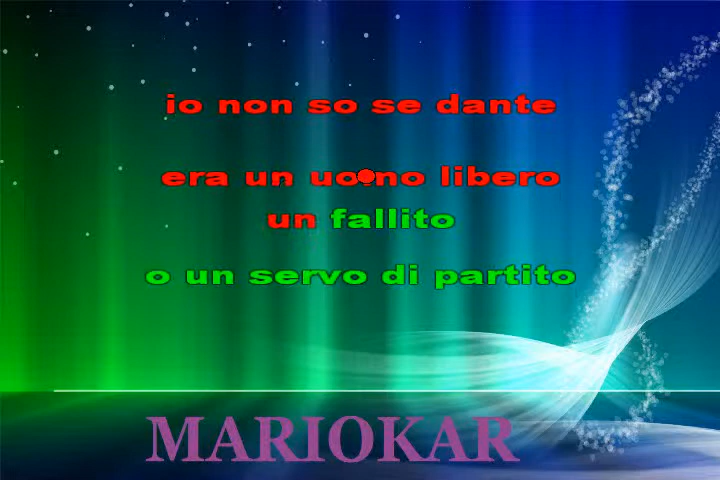 io non so se dante
era un uomo libero
un fallito
o un servo di partito
MARIOKAR